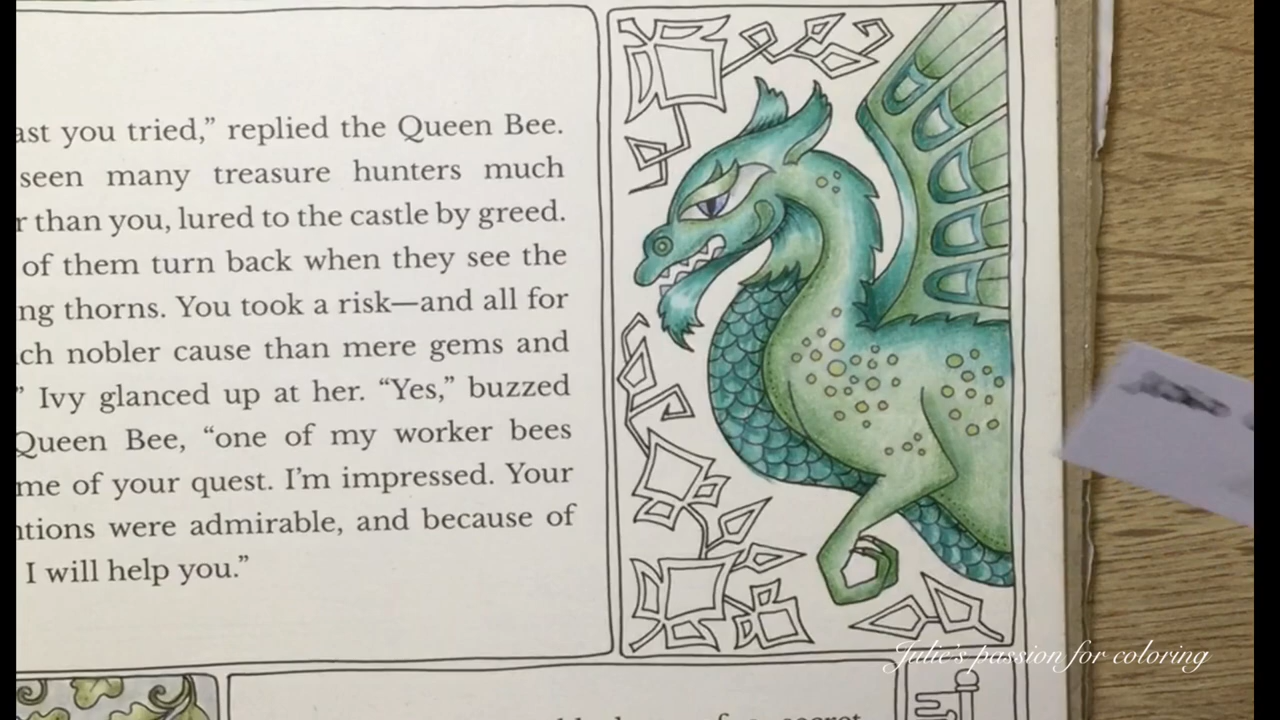 ast you tried,” replied the Queen Bee.
seen many treasure hunters much
r than you, lured to the castle by greed.
of them turn back when they see the
ng thorns. You took a risk—and all for
ch nobler cause than mere gems and
” Ivy glanced up at her. “Yes,” buzzed
Queen Bee, “one of my worker bees
me of your quest. I’m impressed. Your
ntions were admirable, and because of
I will help you.”
Julie's passion for coloring
secret